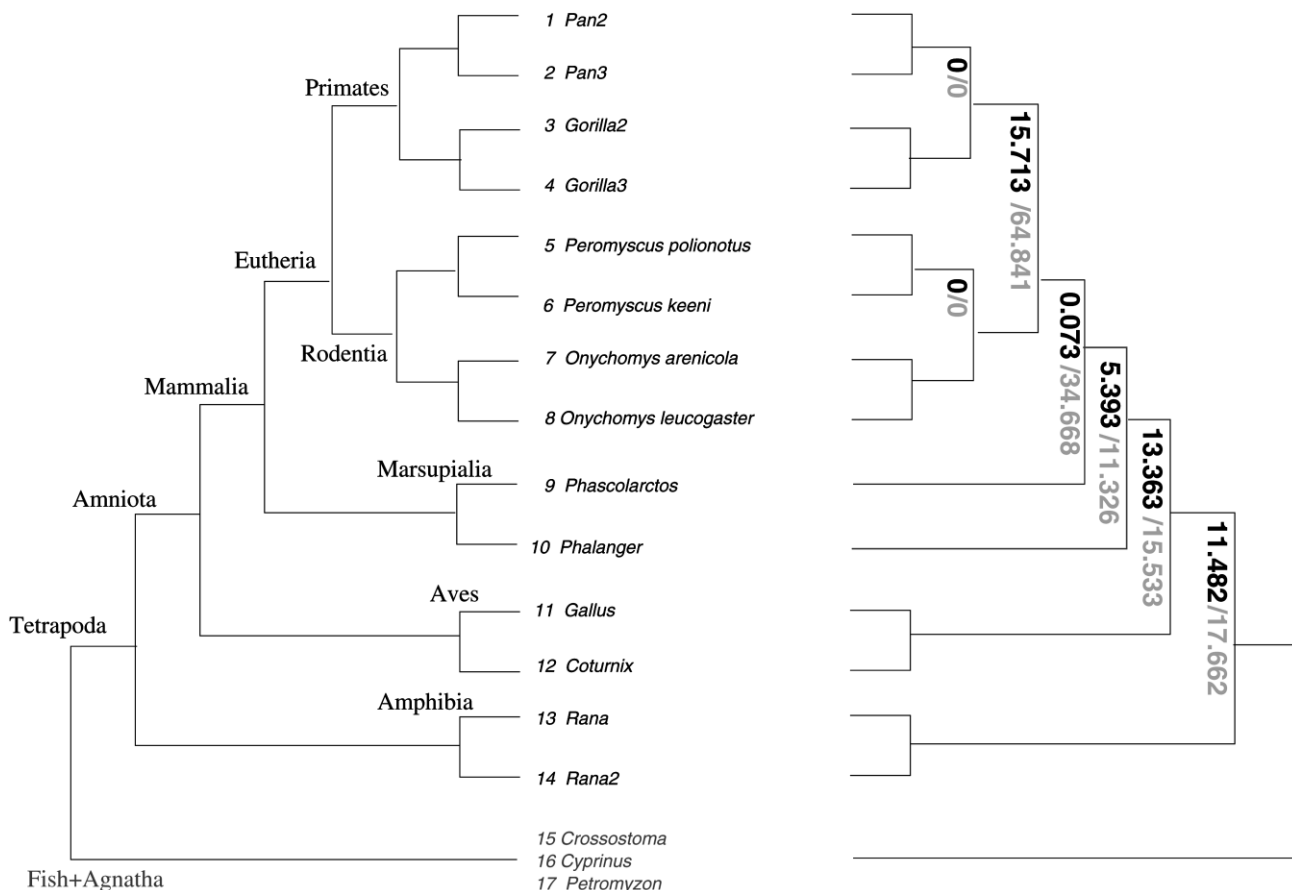 1 Pan2
2 Pan3
Primates
3 Gorilla2
4 Gorilla3
5 Peromyscus polionotus
Eutheria
6 Peromyscus keeni
Rodentia
7 Onychomys arenicola
Mammalia
8 Onychomys leucogaster
Marsupialia
9 Phascolarctos
Amniota
10 Phalanger
Aves
11 Gallus
Tetrapoda
12 Coturnix
Amphibia
13 Rana
14 Rana2
15 Crossostoma
16 Cyprinus
Fish+Agnatha
17 Petromyzon
0/0
15.713 /64.841
0/0
0.073 /34.668
5.393 /11.326
13.363 /15.533
11.482/17.662